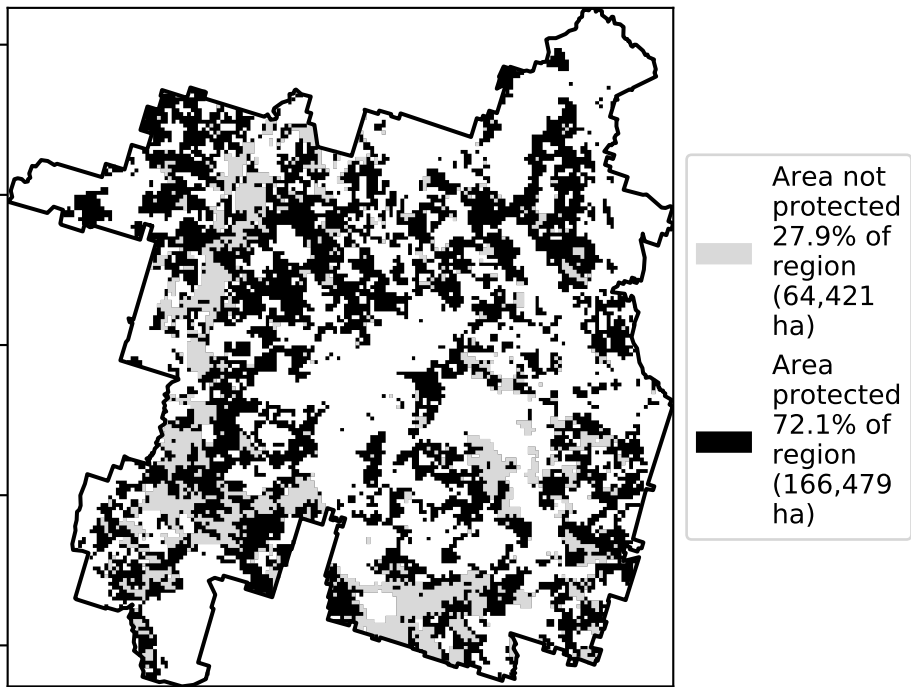 Area not
protected
27.9% of
region
(64,421
ha)
Area
protected
72.1% of
region
(166,479
ha)